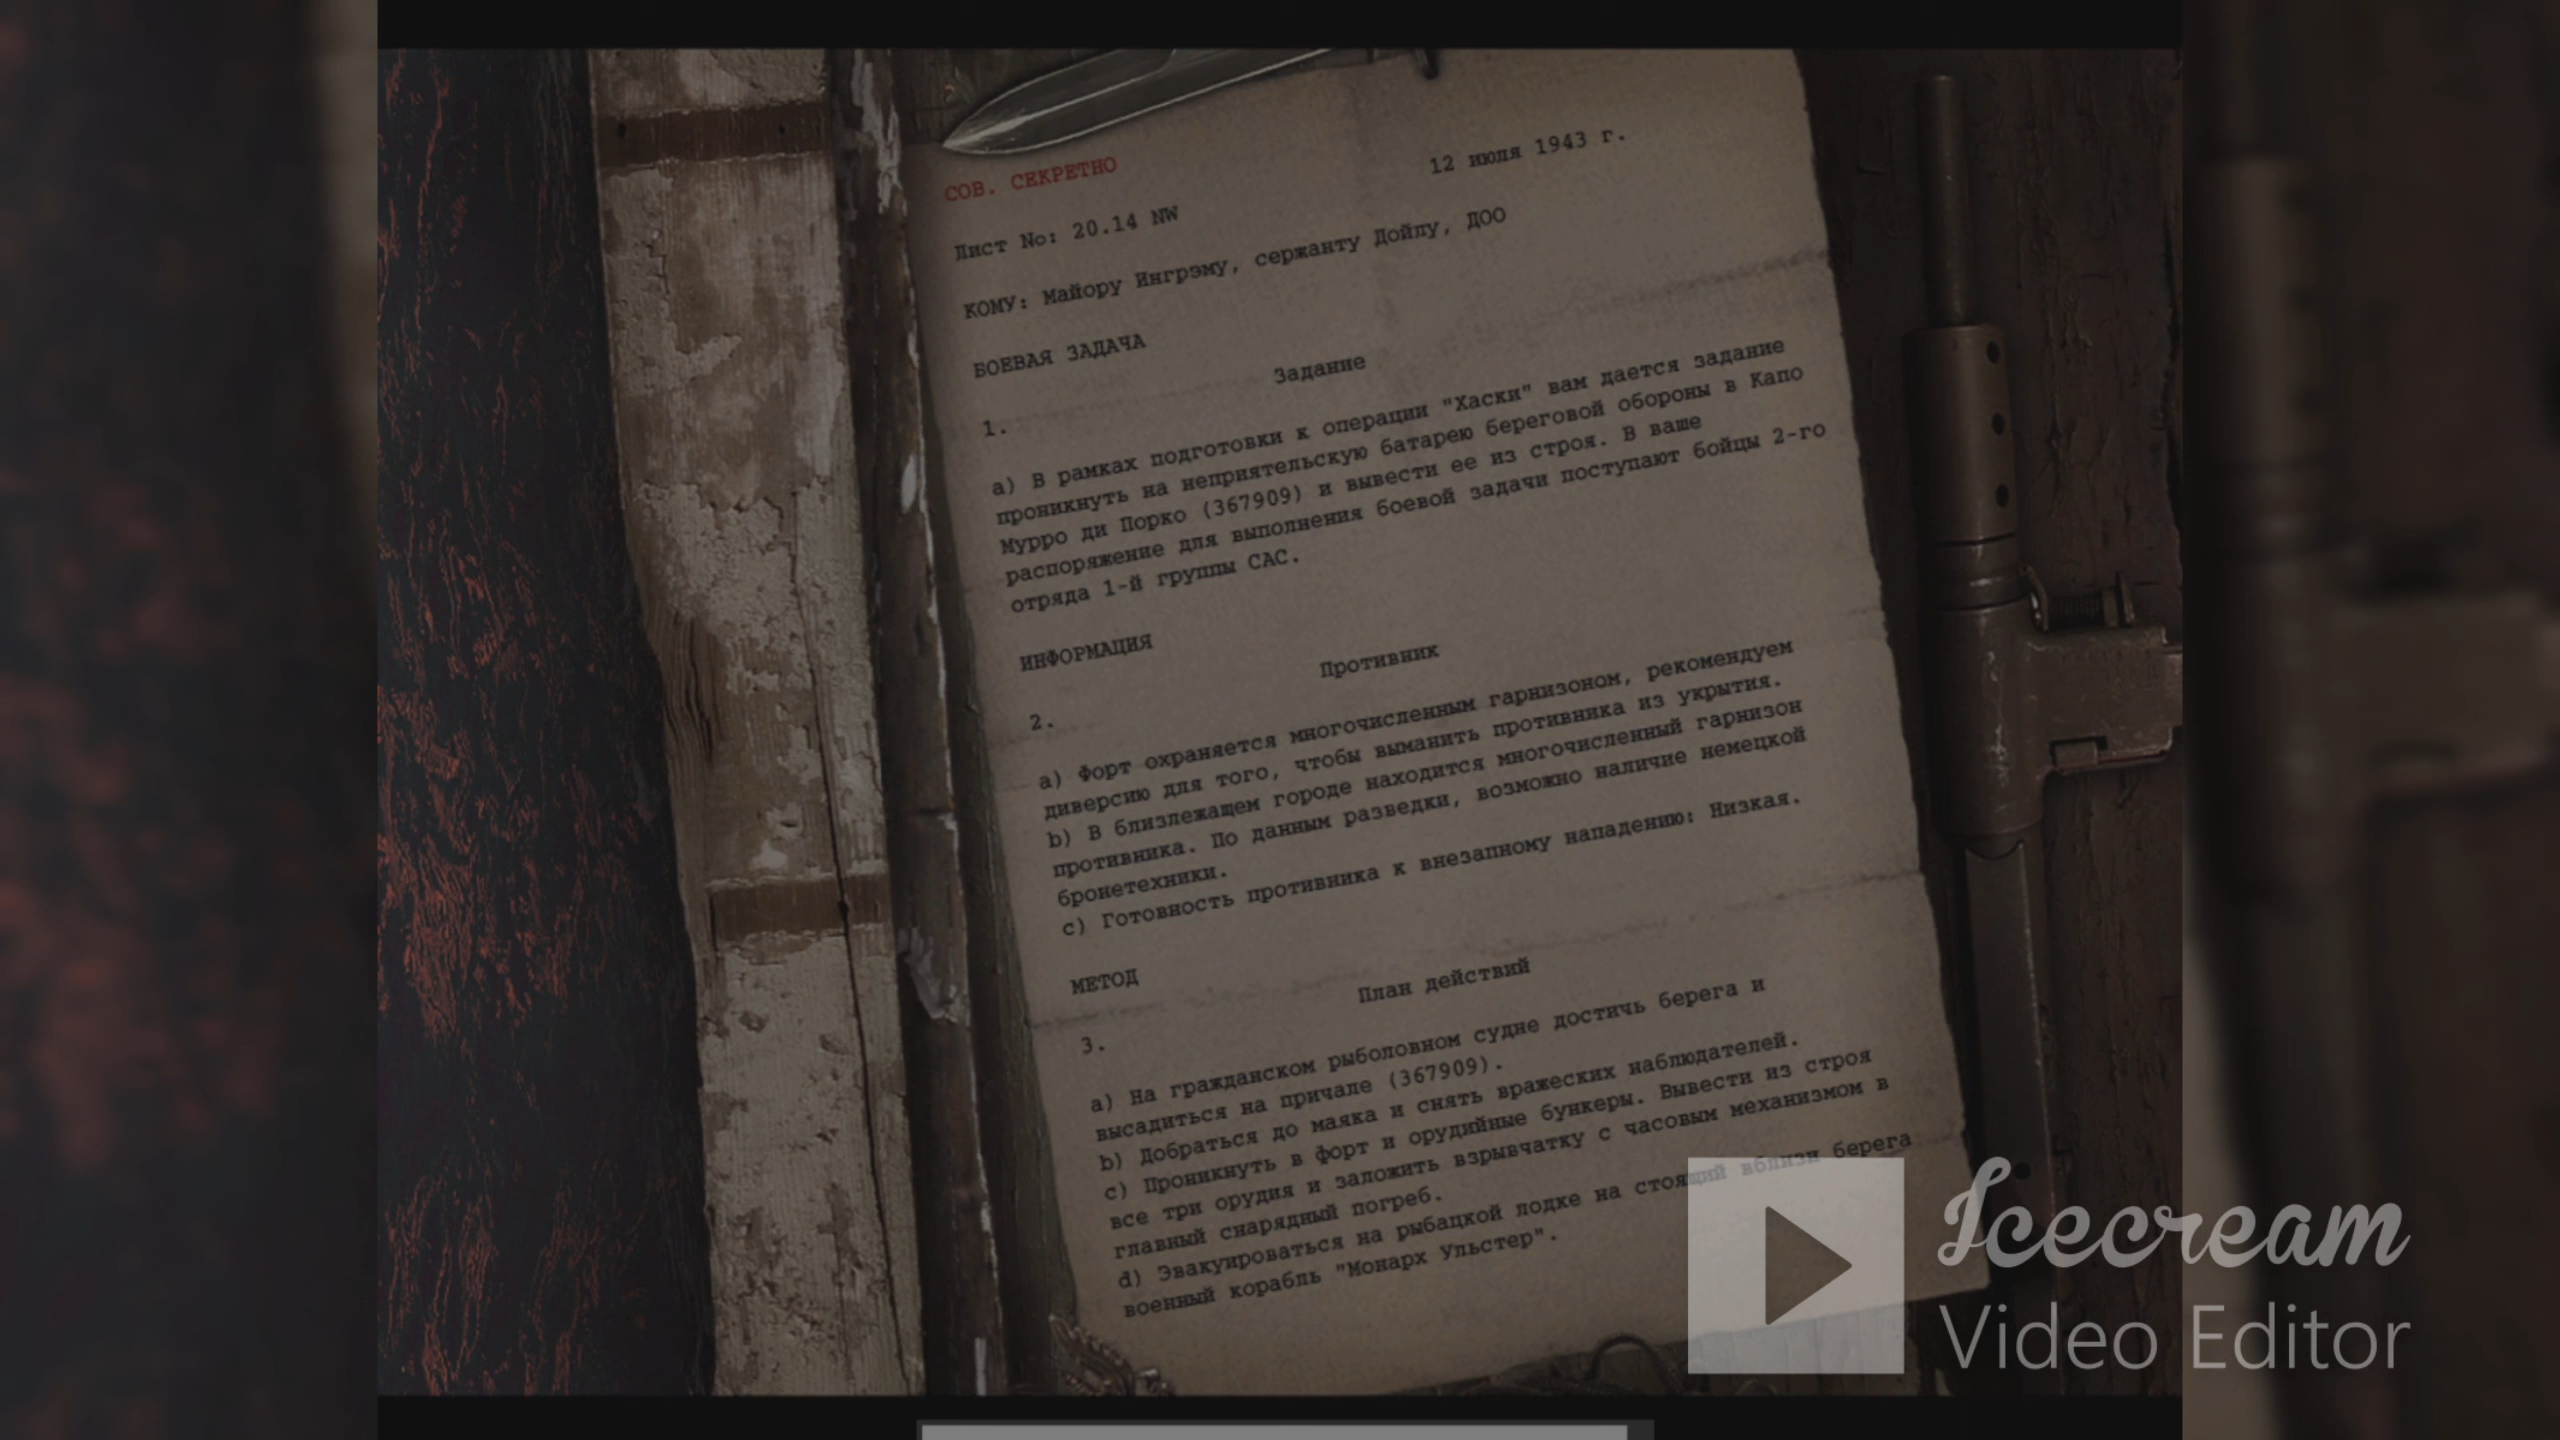 СОВ. СЕКРЕТНО
12 июля 1943 г.
Лист No: 20.14 NW
КОМУ: Майору Ингрэму, сержанту Дойлу, ДОО
БОЕВАЯ ЗАДАЧА
Задание
1.
a) В рамках подготовки к операции "Хаски" вам дается задание
проникнуть на неприятельскую батарею береговой обороны в Капо
Мурро ди Порко (367909) и вывести ее из строя. В ваше
распоряжение для выполнения боевой задачи поступают бойцы 2-го
отряда 1-й группы САС.
ИНФОРМАЦИЯ
Противник
2.
a) Форт охраняется многочисленным гарнизоном, рекомендуем
диверсию для того, чтобы выманить противника из укрытия.
b) В близлежащем городе находится многочисленный гарнизон
противника. По данным разведки, возможно наличие немецкой
бронетехники.
c) Готовность противника к внезапному нападению: Низкая.
МЕТОД
План действий
3.
a) На гражданском рыболовном судне достичь берега и
высадиться на причале (367909).
b) Добраться до маяка и снять вражеских наблюдателей.
c) Проникнуть в форт и орудийные бункеры. Вывести из строя
все три орудия и заложить взрывчатку с часовым механизмом в
главный снарядный погреб.
d) Эвакуироваться на рыбацкой лодке на стоящий вблизи берега
военный корабль "Монарх Ульстер".
Icecream
Video Editor